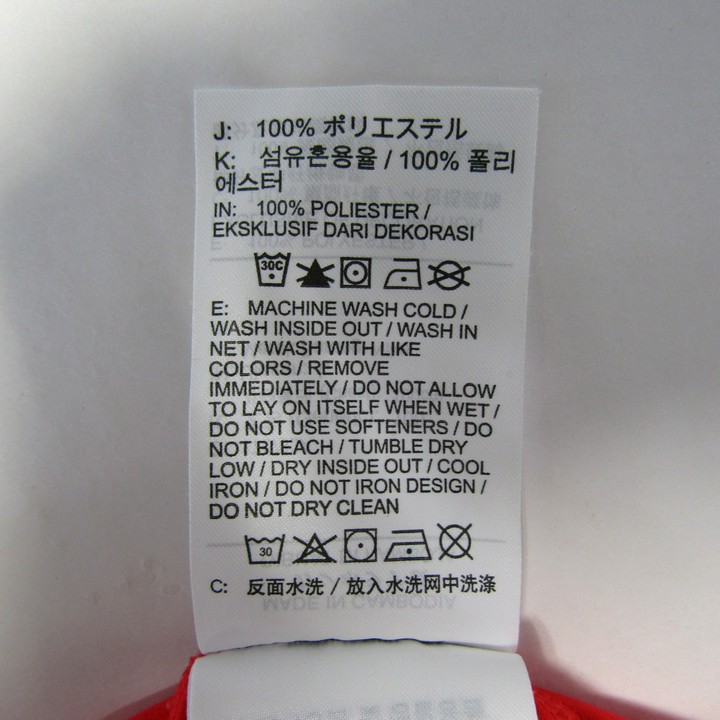 J: 100% ポリエステル
K: 섬유혼용율 / 100% 폴리
에스터
IN: 100% POLIESTER /
EKSKLUSIF DARI DEKORASI
30C
E: MACHINE WASH COLD /
WASH INSIDE OUT / WASH IN
NET / WASH WITH LIKE
COLORS / REMOVE
IMMEDIATELY / DO NOT ALLOW
TO LAY ON ITSELF WHEN WET /
DO NOT USE SOFTENERS / DO
NOT BLEACH / TUMBLE DRY
LOW / DRY INSIDE OUT / COOL
IRON / DO NOT IRON DESIGN /
DO NOT DRY CLEAN
30
C: 反面水洗 / 放入水洗网中洗涤
MADE IN CAMBODIA